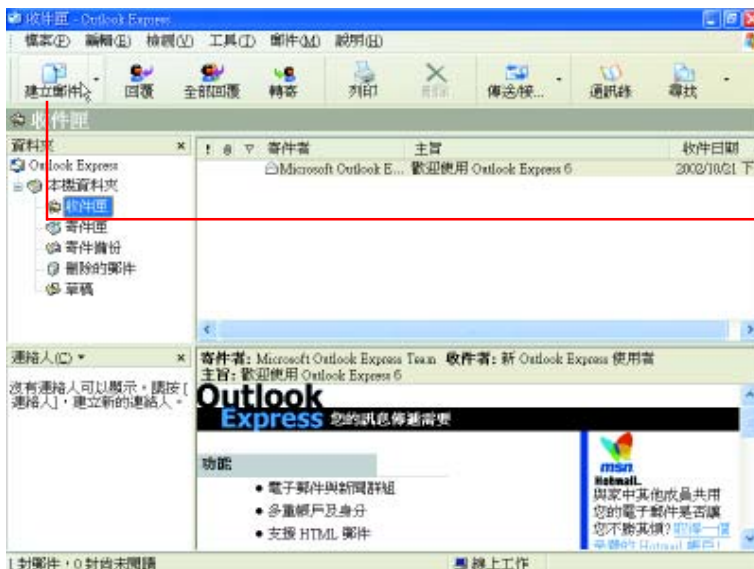 收件匣 - Outlook Express
檔案(F) 編輯(E) 檢視(V) 工具(T) 郵件(M) 說明(H)
建立郵件 回覆 全部回覆 轉寄 列印 刪除 傳送/接... 通訊錄 尋找
收件匣
資料夾
Outlook Express
本機資料夾
收件匣
寄件匣
寄件備份
刪除的郵件
草稿
寄件者 主旨 收件日期
Microsoft Outlook E... 歡迎使用 Outlook Express 6 2002/10/21 下
連絡人(C)
沒有連絡人可以顯示。請按 [
連絡人]，建立新的連絡人。
寄件者: Microsoft Outlook Express Team 收件者: 新 Outlook Express 使用者
主旨: 歡迎使用 Outlook Express 6
Outlook
Express 您的訊息傳遞需要
功能
• 電子郵件與新聞群組
• 多重帳戶及身分
• 支援 HTML 郵件
msn
Hotmail.
與家中其他成員共用
您的電子郵件是否讓
您不勝其煩? 取得一個
免費的 Hotmail 帳戶!
1 封郵件，0 封尚未閱讀
線上工作